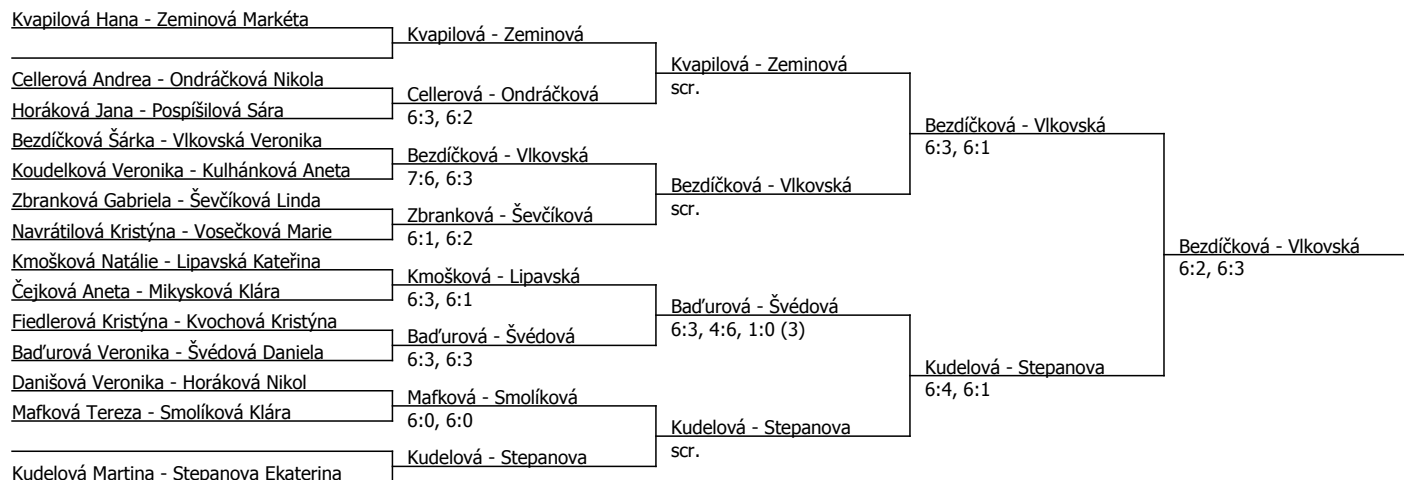 Kvapilová Hana - Zeminová Markéta
Cellerová Andrea - Ondráčková Nikola
Horáková Jana - Pospíšilová Sára
Bezdíčková Šárka - Vlkovská Veronika
Koudelková Veronika - Kulhánková Aneta
Zbranková Gabriela - Ševčíková Linda
Navrátilová Kristýna - Vosečková Marie
Kmošková Natálie - Lipavská Kateřina
Čejková Aneta - Mikysková Klára
Fiedlerová Kristýna - Kvochová Kristýna
Baďurová Veronika - Švédová Daniela
Danišová Veronika - Horáková Nikol
Mafková Tereza - Smolíková Klára
Kudelová Martina - Stepanova Ekaterina
Kvapilová - Zeminová
Cellerová - Ondráčková
6:3, 6:2
Bezdíčková - Vlkovská
7:6, 6:3
Zbranková - Ševčíková
6:1, 6:2
Kmošková - Lipavská
6:3, 6:1
Baďurová - Švédová
6:3, 6:3
Mafková - Smolíková
6:0, 6:0
Kudelová - Stepanova
Kvapilová - Zeminová
scr.
Bezdíčková - Vlkovská
scr.
Baďurová - Švédová
6:3, 4:6, 1:0 (3)
Kudelová - Stepanova
scr.
Bezdíčková - Vlkovská
6:3, 6:1
Kudelová - Stepanova
6:4, 6:1
Bezdíčková - Vlkovská
6:2, 6:3